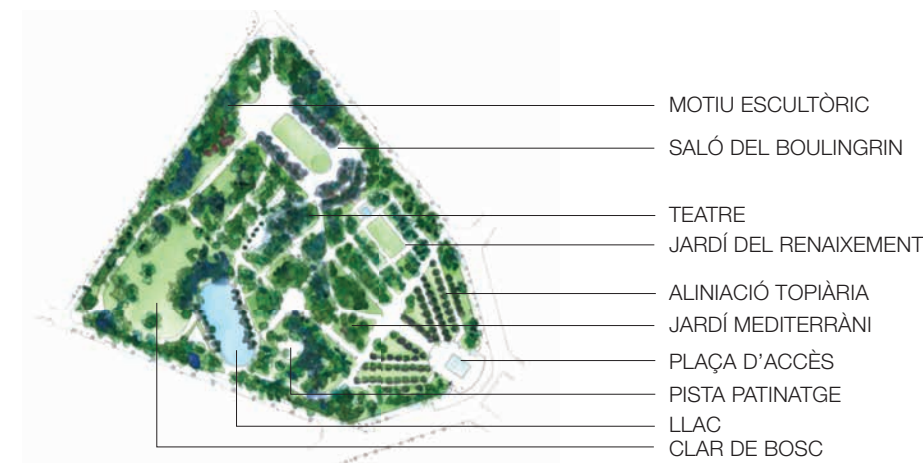 MOTIU ESCULTÒRIC
SALÓ DEL BOULINGRIN
TEATRE
JARDÍ DEL RENAIXEMENT
ALINIACIÓ TOPIÀRIA
JARDÍ MEDITERRÀNI
PLAÇA D'ACCÈS
PISTA PATINATGE
LLAC
CLAR DE BOSC